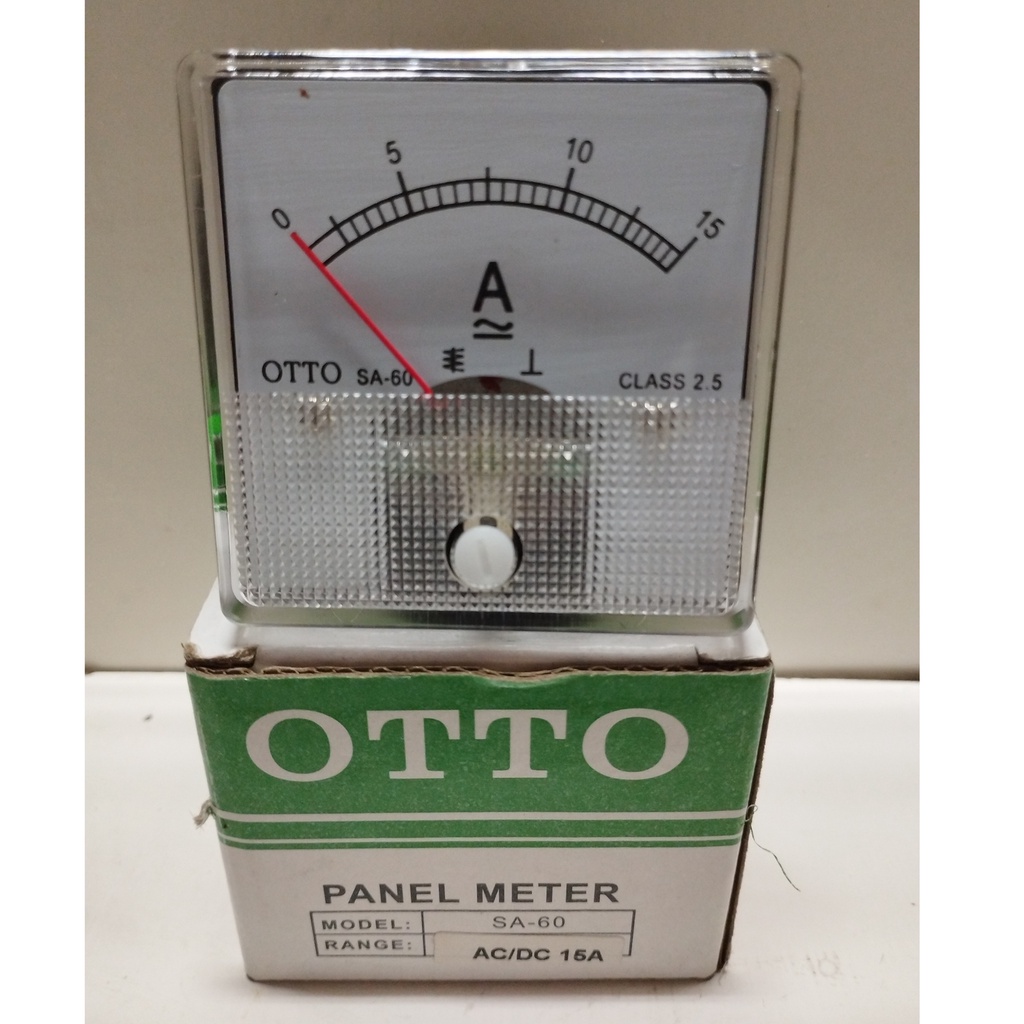 0 5 10 15
A
OTTO SA-60 CLASS 2.5
OTTO
PANEL METER
MODEL: SA-60
RANGE: AC/DC 15A